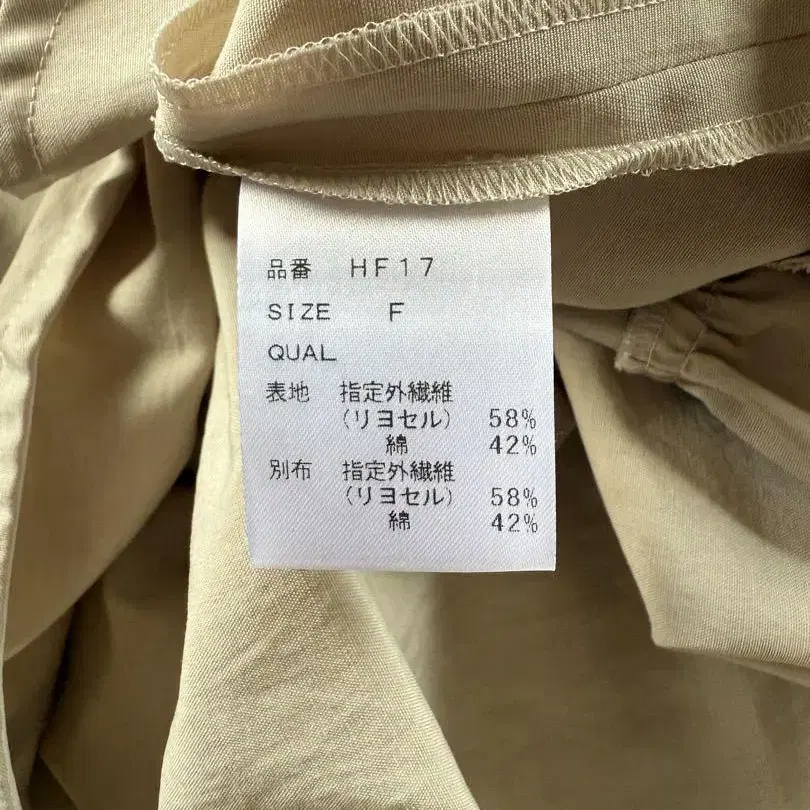 品番 HF17
SIZE F
QUAL
表地 指定外繊維
(リヨセル) 58%
綿 42%
別布 指定外繊維
(リヨセル) 58%
綿 42%